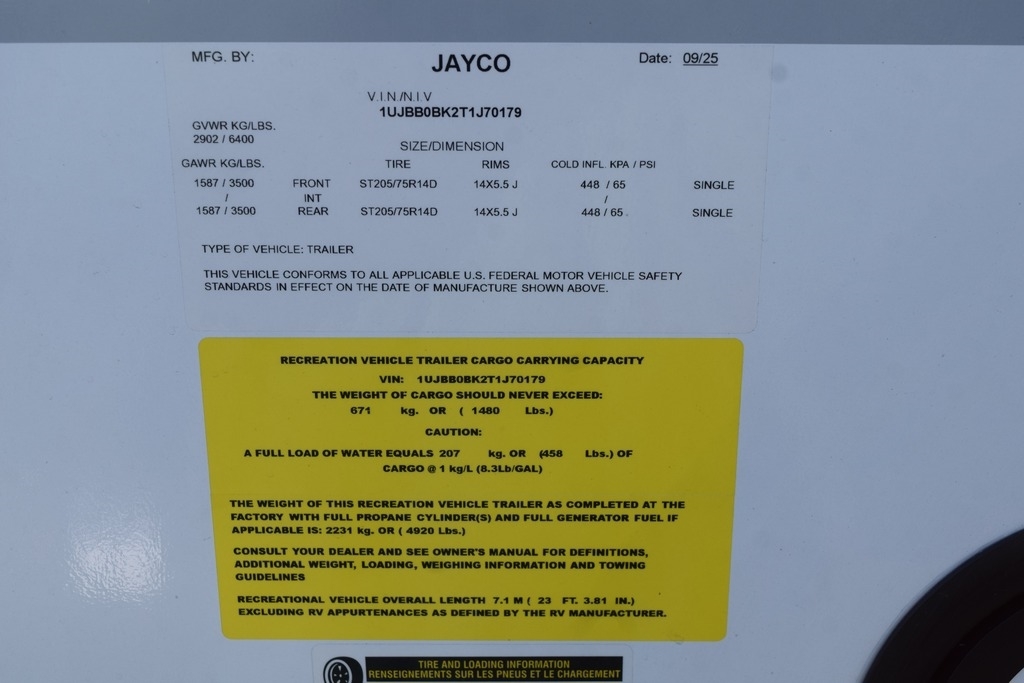 MFG. BY: JAYCO Date: 09/25
V.I.N./N.I.V
1UJBB0BK2T1J70179
GVWR KG/LBS.
2902 / 6400
SIZE/DIMENSION
GAWR KG/LBS. TIRE RIMS COLD INFL. KPA / PSI
1587 / 3500 FRONT ST205/75R14D 14X5.5 J 448 / 65 SINGLE
/ INT /
1587 / 3500 REAR ST205/75R14D 14X5.5 J 448 / 65 SINGLE
TYPE OF VEHICLE: TRAILER
THIS VEHICLE CONFORMS TO ALL APPLICABLE U.S. FEDERAL MOTOR VEHICLE SAFETY
STANDARDS IN EFFECT ON THE DATE OF MANUFACTURE SHOWN ABOVE.
RECREATION VEHICLE TRAILER CARGO CARRYING CAPACITY
VIN: 1UJBB0BK2T1J70179
THE WEIGHT OF CARGO SHOULD NEVER EXCEED:
671 kg. OR ( 1480 Lbs.)
CAUTION:
A FULL LOAD OF WATER EQUALS 207 kg. OR (458 Lbs.) OF
CARGO @ 1 kg/L (8.3Lb/GAL)
THE WEIGHT OF THIS RECREATION VEHICLE TRAILER AS COMPLETED AT THE
FACTORY WITH FULL PROPANE CYLINDER(S) AND FULL GENERATOR FUEL IF
APPLICABLE IS: 2231 kg. OR ( 4920 Lbs.)
CONSULT YOUR DEALER AND SEE OWNER'S MANUAL FOR DEFINITIONS,
ADDITIONAL WEIGHT, LOADING, WEIGHING INFORMATION AND TOWING
GUIDELINES
RECREATIONAL VEHICLE OVERALL LENGTH 7.1 M ( 23 FT. 3.81 IN.)
EXCLUDING RV APPURTENANCES AS DEFINED BY THE RV MANUFACTURER.
TIRE AND LOADING INFORMATION
RENSEIGNEMENTS SUR LES PNEUS ET LE CHARGEMENT